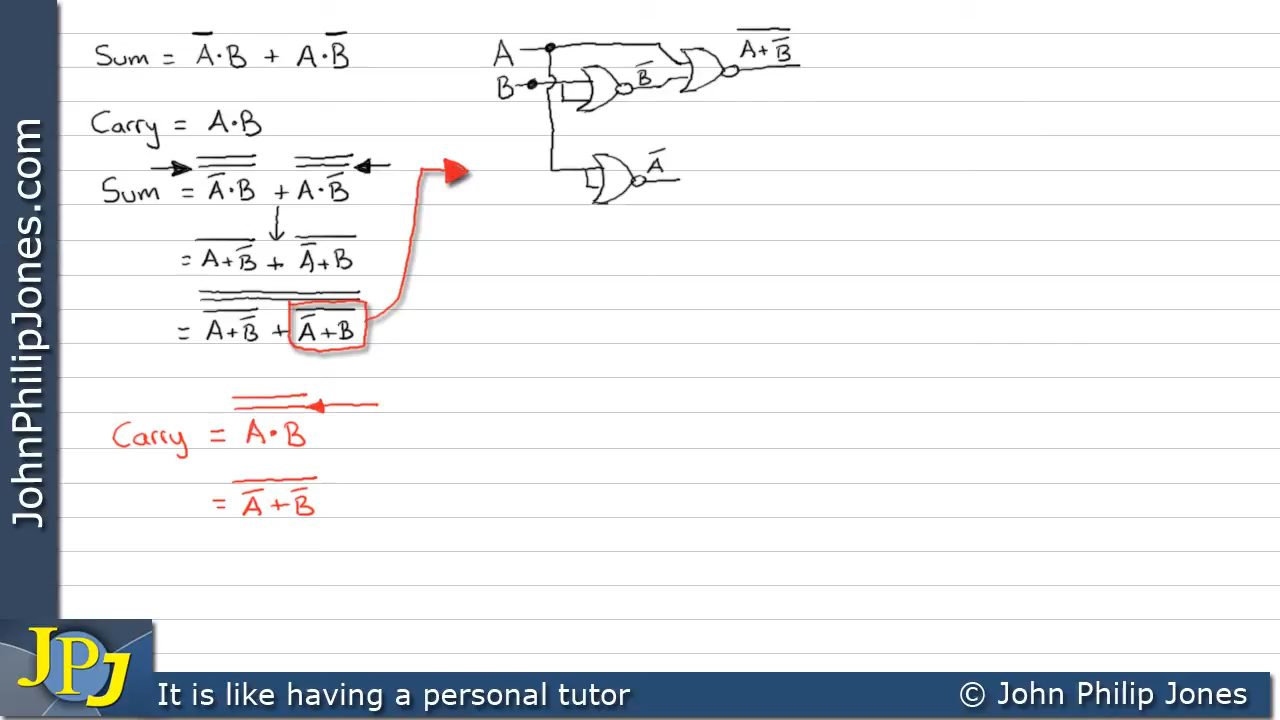 Sum = A̅·B + A·B̅
Carry = A·B
Sum = A̿̅·̿B̿ + A̿·̿B̿̅
= A̅+̅B̿ + A̿+̅B̅
= A̅+̅B̿ + A̿+̅B̅
Carry = A̿·̿B̿
= A̿+̅B̿
A
B
B̅
A̅+̅B̿
A̅
JohnPhilipJones.com
JPJ
It is like having a personal tutor
© John Philip Jones